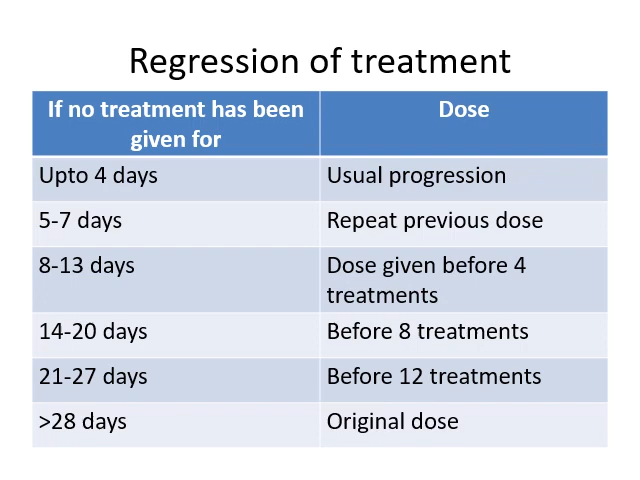 Regression of treatment
If no treatment has been
given for
Dose
Upto 4 days
Usual progression
5-7 days
Repeat previous dose
8-13 days
Dose given before 4
treatments
14-20 days
Before 8 treatments
21-27 days
Before 12 treatments
>28 days
Original dose